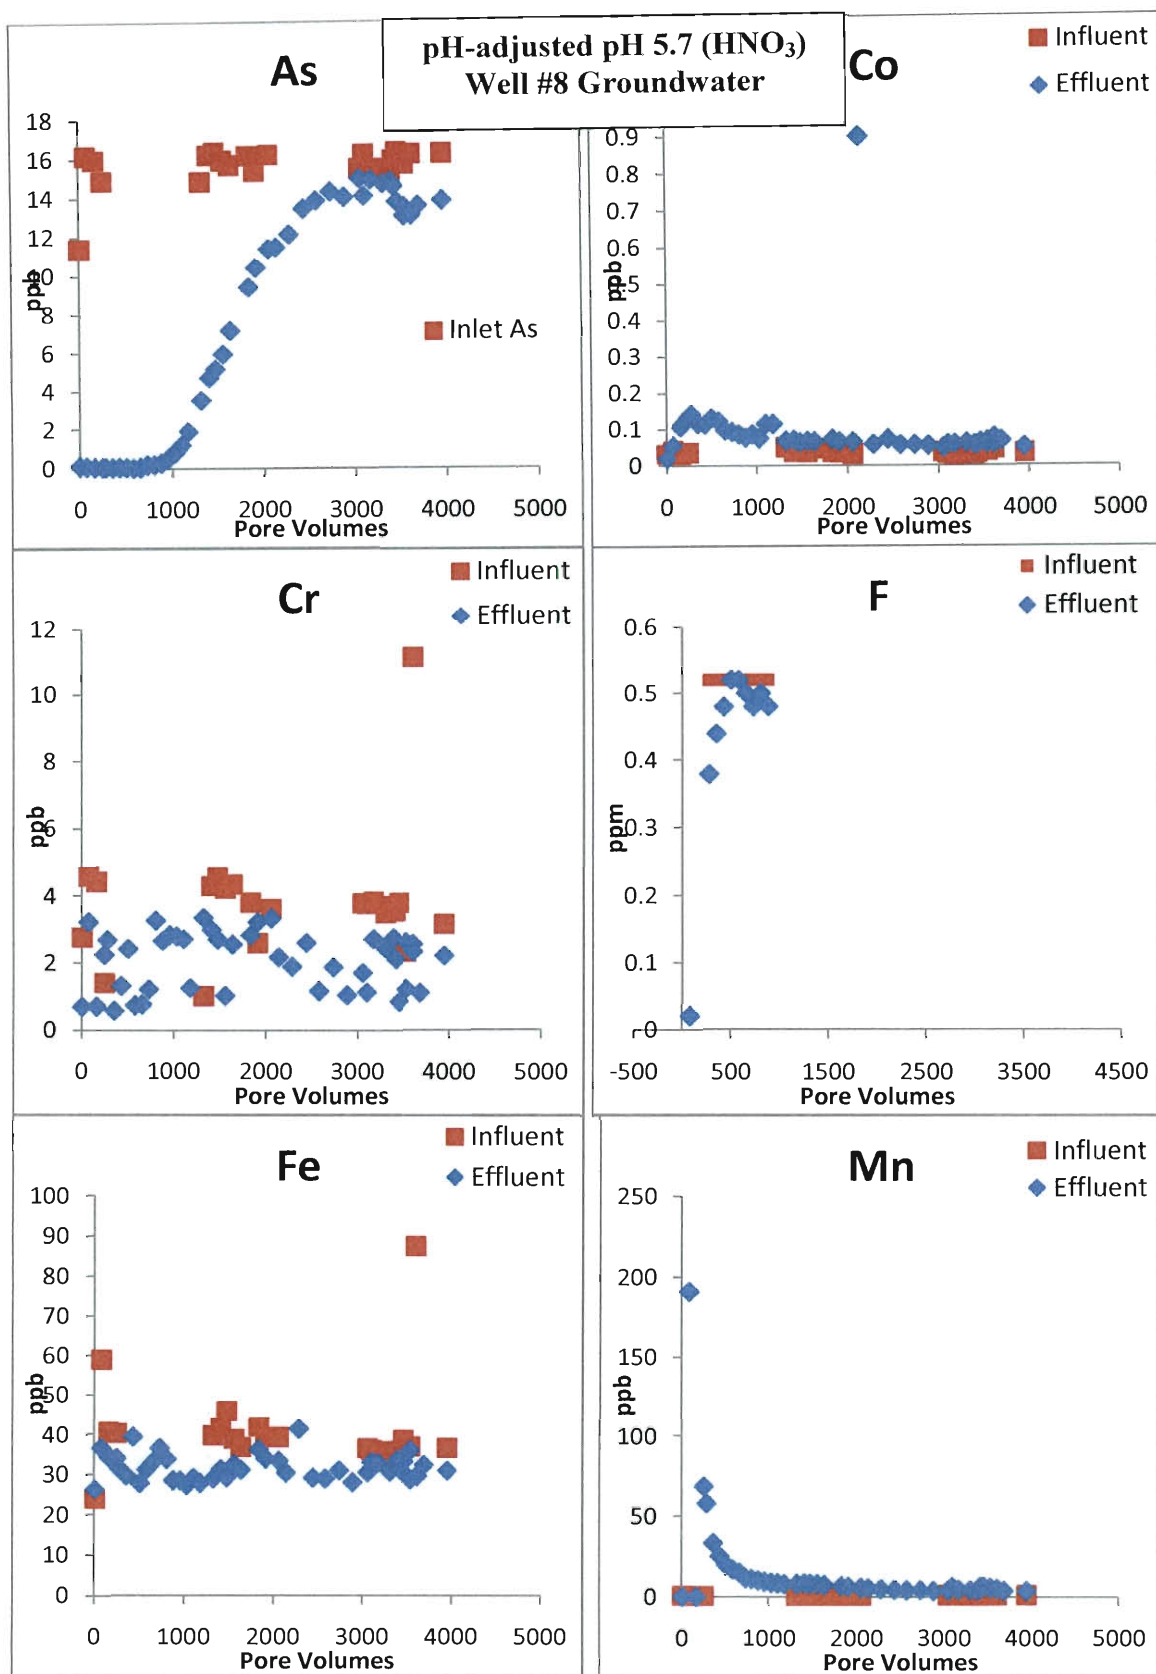 pH-adjusted pH 5.7 (HNO₃)
Well #8 Groundwater
As
18
16
14
12
10
8
6
4
2
0
ppb
Inlet As
0 1000 2000 3000 4000 5000
Pore Volumes
Co
Influent
Effluent
0.9
0.8
0.7
0.6
0.5
0.4
0.3
0.2
0.1
0
ppb
0 1000 2000 3000 4000 5000
Pore Volumes
Cr
Influent
Effluent
12
10
8
6
4
2
0
ppb
0 1000 2000 3000 4000 5000
Pore Volumes
F
Influent
Effluent
0.6
0.5
0.4
0.3
0.2
0.1
0
ppm
-500 500 1500 2500 3500 4500
Pore Volumes
Fe
Influent
Effluent
100
90
80
70
60
50
40
30
20
10
0
ppb
0 1000 2000 3000 4000 5000
Pore Volumes
Mn
Influent
Effluent
250
200
150
100
50
0
ppb
0 1000 2000 3000 4000 5000
Pore Volumes